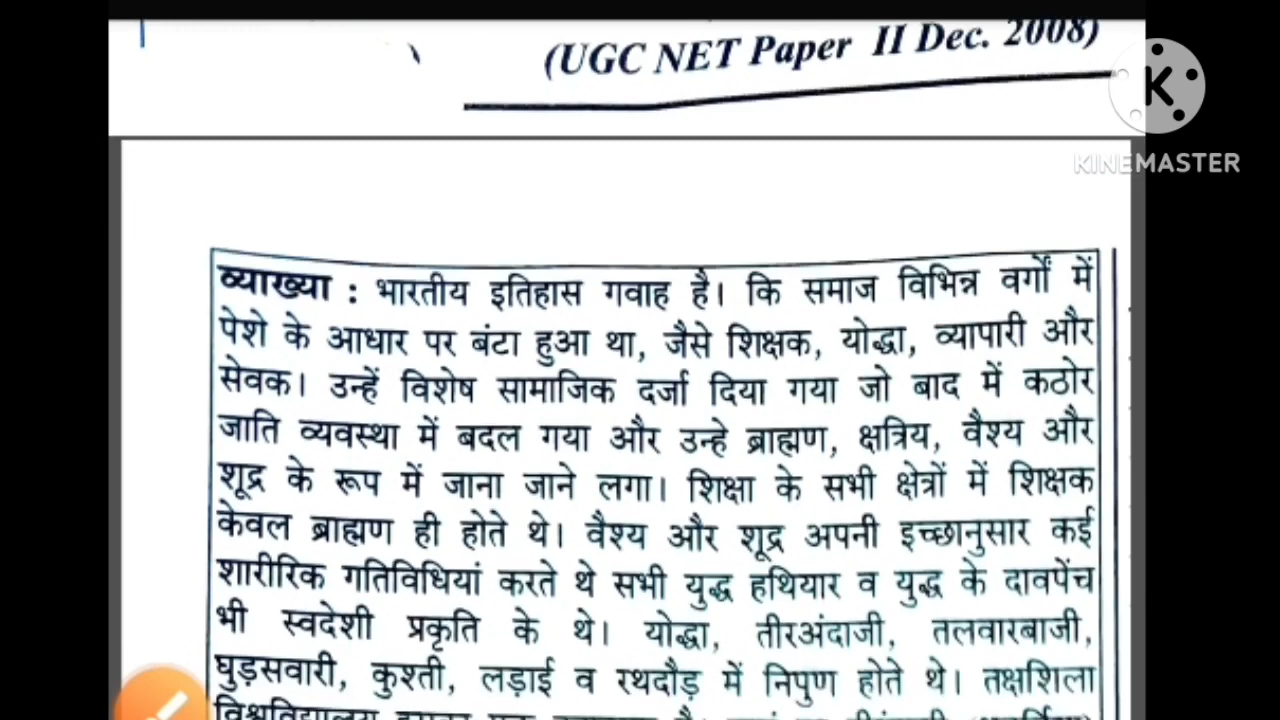 (UGC NET Paper II Dec. 2008)
K
KINEMASTER
व्याख्या : भारतीय इतिहास गवाह है। कि समाज विभिन्न वर्गों में
पेशे के आधार पर बंटा हुआ था, जैसे शिक्षक, योद्धा, व्यापारी और
सेवक। उन्हें विशेष सामाजिक दर्जा दिया गया जो बाद में कठोर
जाति व्यवस्था में बदल गया और उन्हे ब्राह्मण, क्षत्रिय, वैश्य और
शूद्र के रूप में जाना जाने लगा। शिक्षा के सभी क्षेत्रों में शिक्षक
केवल ब्राह्मण ही होते थे। वैश्य और शूद्र अपनी इच्छानुसार कई
शारीरिक गतिविधियां करते थे सभी युद्ध हथियार व युद्ध के दावपेंच
भी स्वदेशी प्रकृति के थे। योद्धा, तीरअंदाजी, तलवारबाजी,
घुड़सवारी, कुश्ती, लड़ाई व रथदौड़ में निपुण होते थे। तक्षशिला